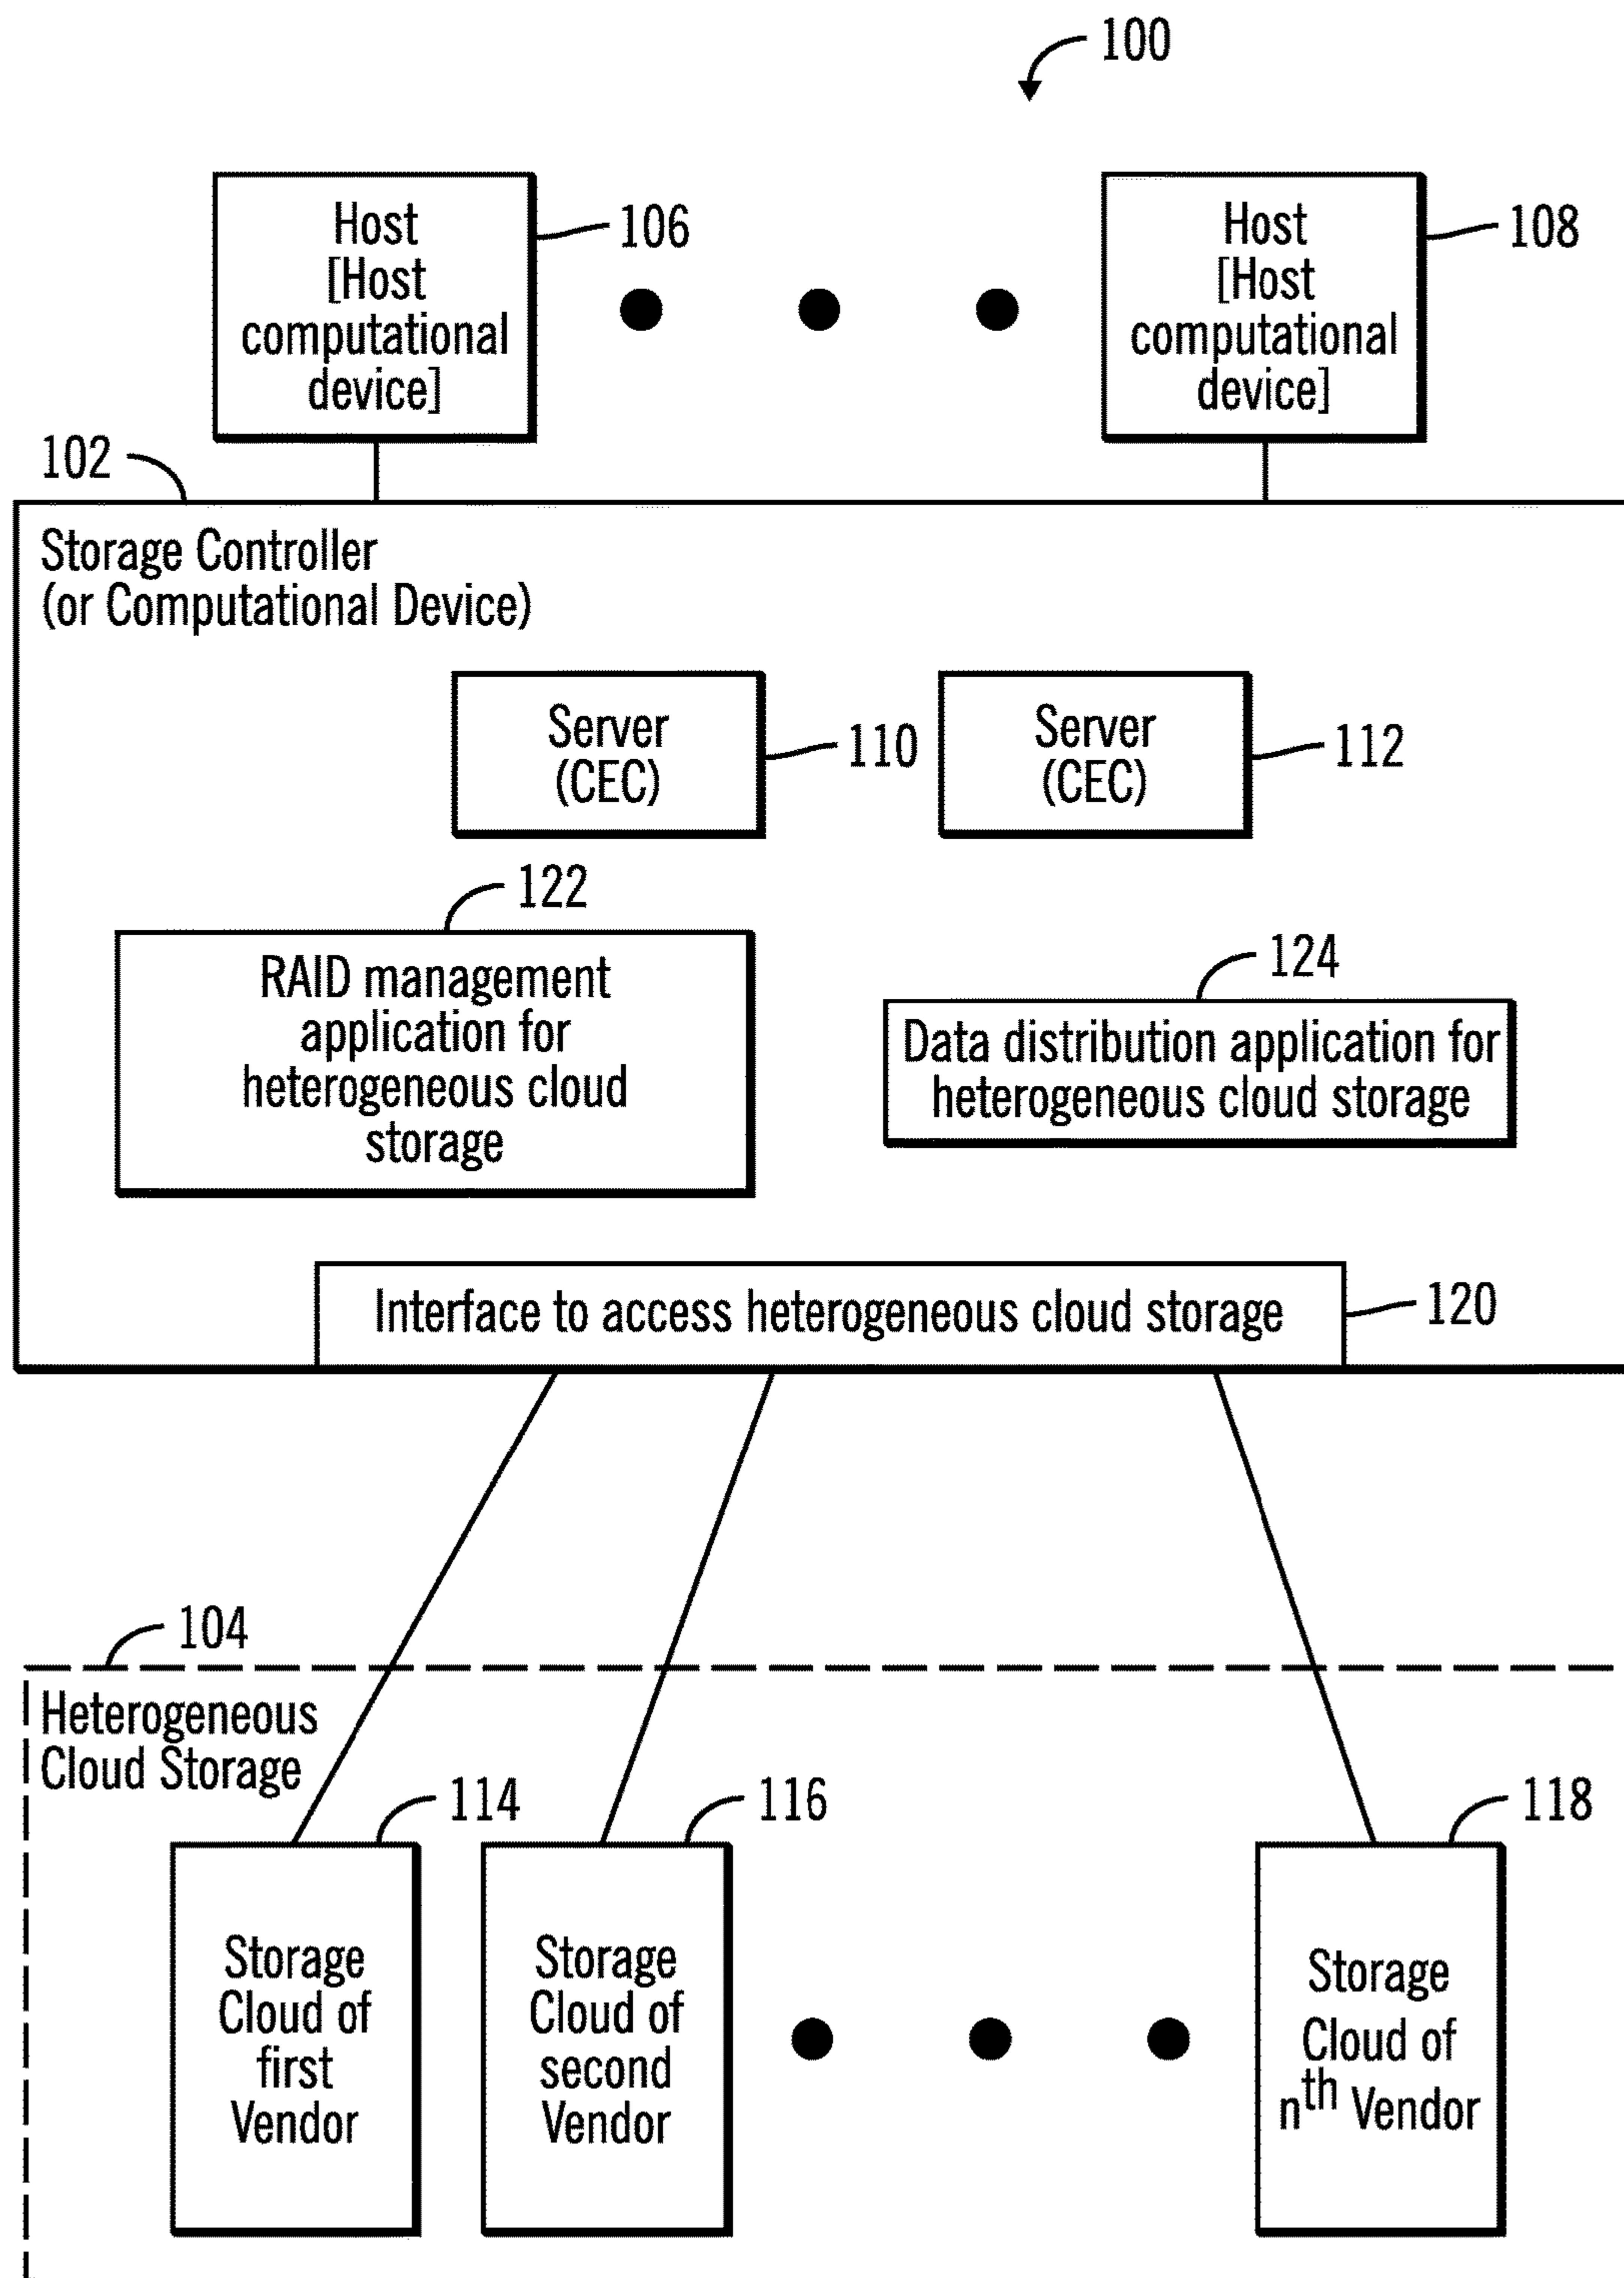 100
Host
[Host
computational
device]
106
Host
[Host
computational
device]
108
102
Storage Controller
(or Computational Device)
Server
(CEC)
110
Server
(CEC)
112
122
RAID management
application for
heterogeneous cloud
storage
124
Data distribution application for
heterogeneous cloud storage
Interface to access heterogeneous cloud storage
120
104
Heterogeneous
Cloud Storage
114
Storage
Cloud of
first
Vendor
116
Storage
Cloud of
second
Vendor
118
Storage
Cloud of
nth Vendor